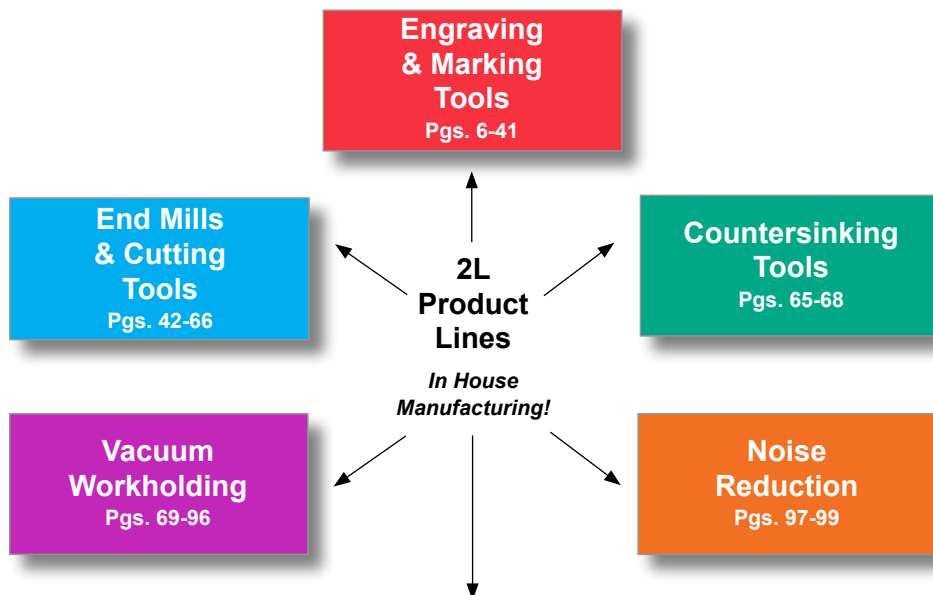 Engraving
& Marking
Tools
Pgs. 6-41
End Mills
& Cutting
Tools
Pgs. 42-66
Countersinking
Tools
Pgs. 65-68
2L
Product
Lines
In House
Manufacturing!
Vacuum
Workholding
Pgs. 69-96
Noise
Reduction
Pgs. 97-99